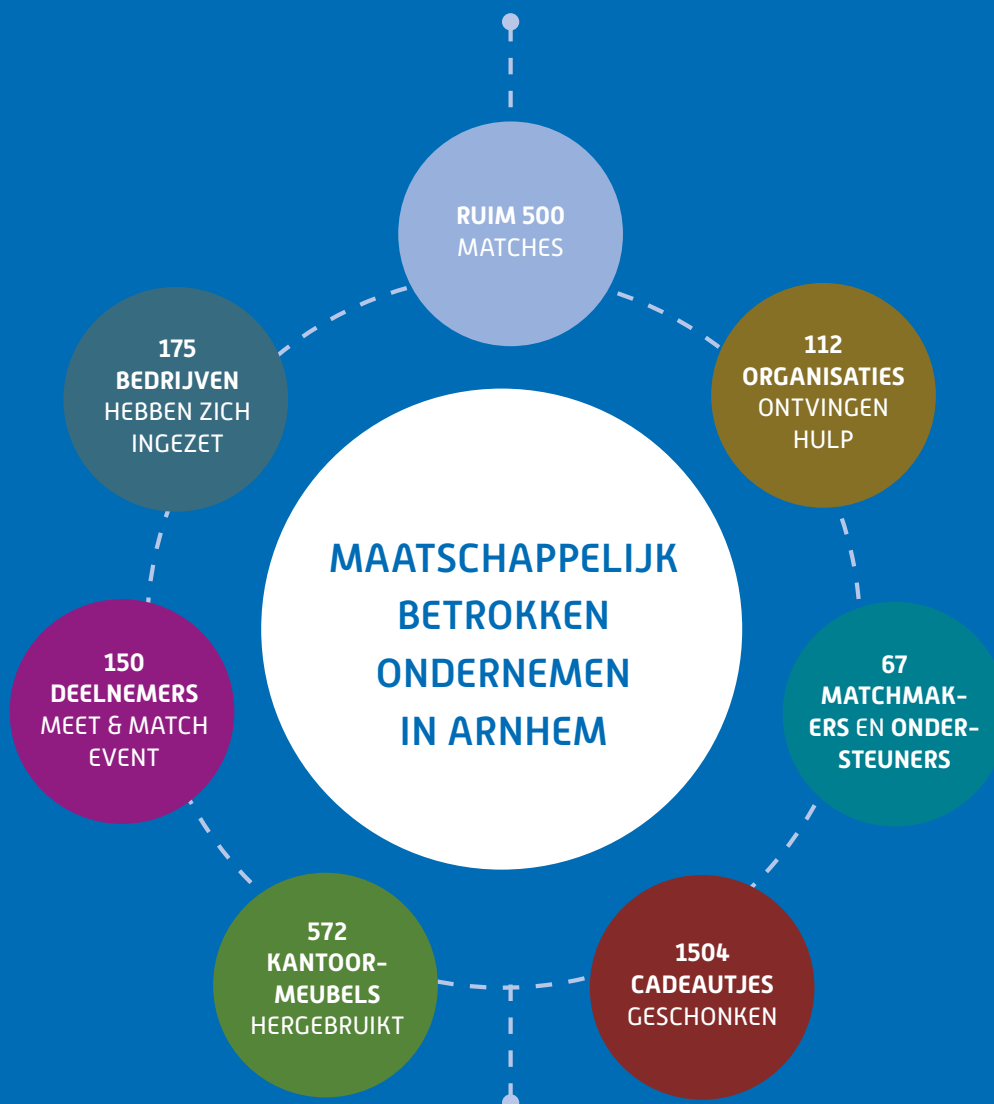 RUIM 500
MATCHES
112
ORGANISATIES
ONTVINGEN
HULP
67
MATCHMAK-
ERS EN ONDER-
STEUNERS
1504
CADEAUTJES
GESCHONKEN
572
KANTOOR-
MEUBELS
HERGEBRUIKT
150
DEELNEMERS
MEET & MATCH
EVENT
175
BEDRIJVEN
HEBBEN ZICH
INGEZET
MAATSCHAPPELIJK
BETROKKEN
ONDERNEMEN
IN ARNHEM